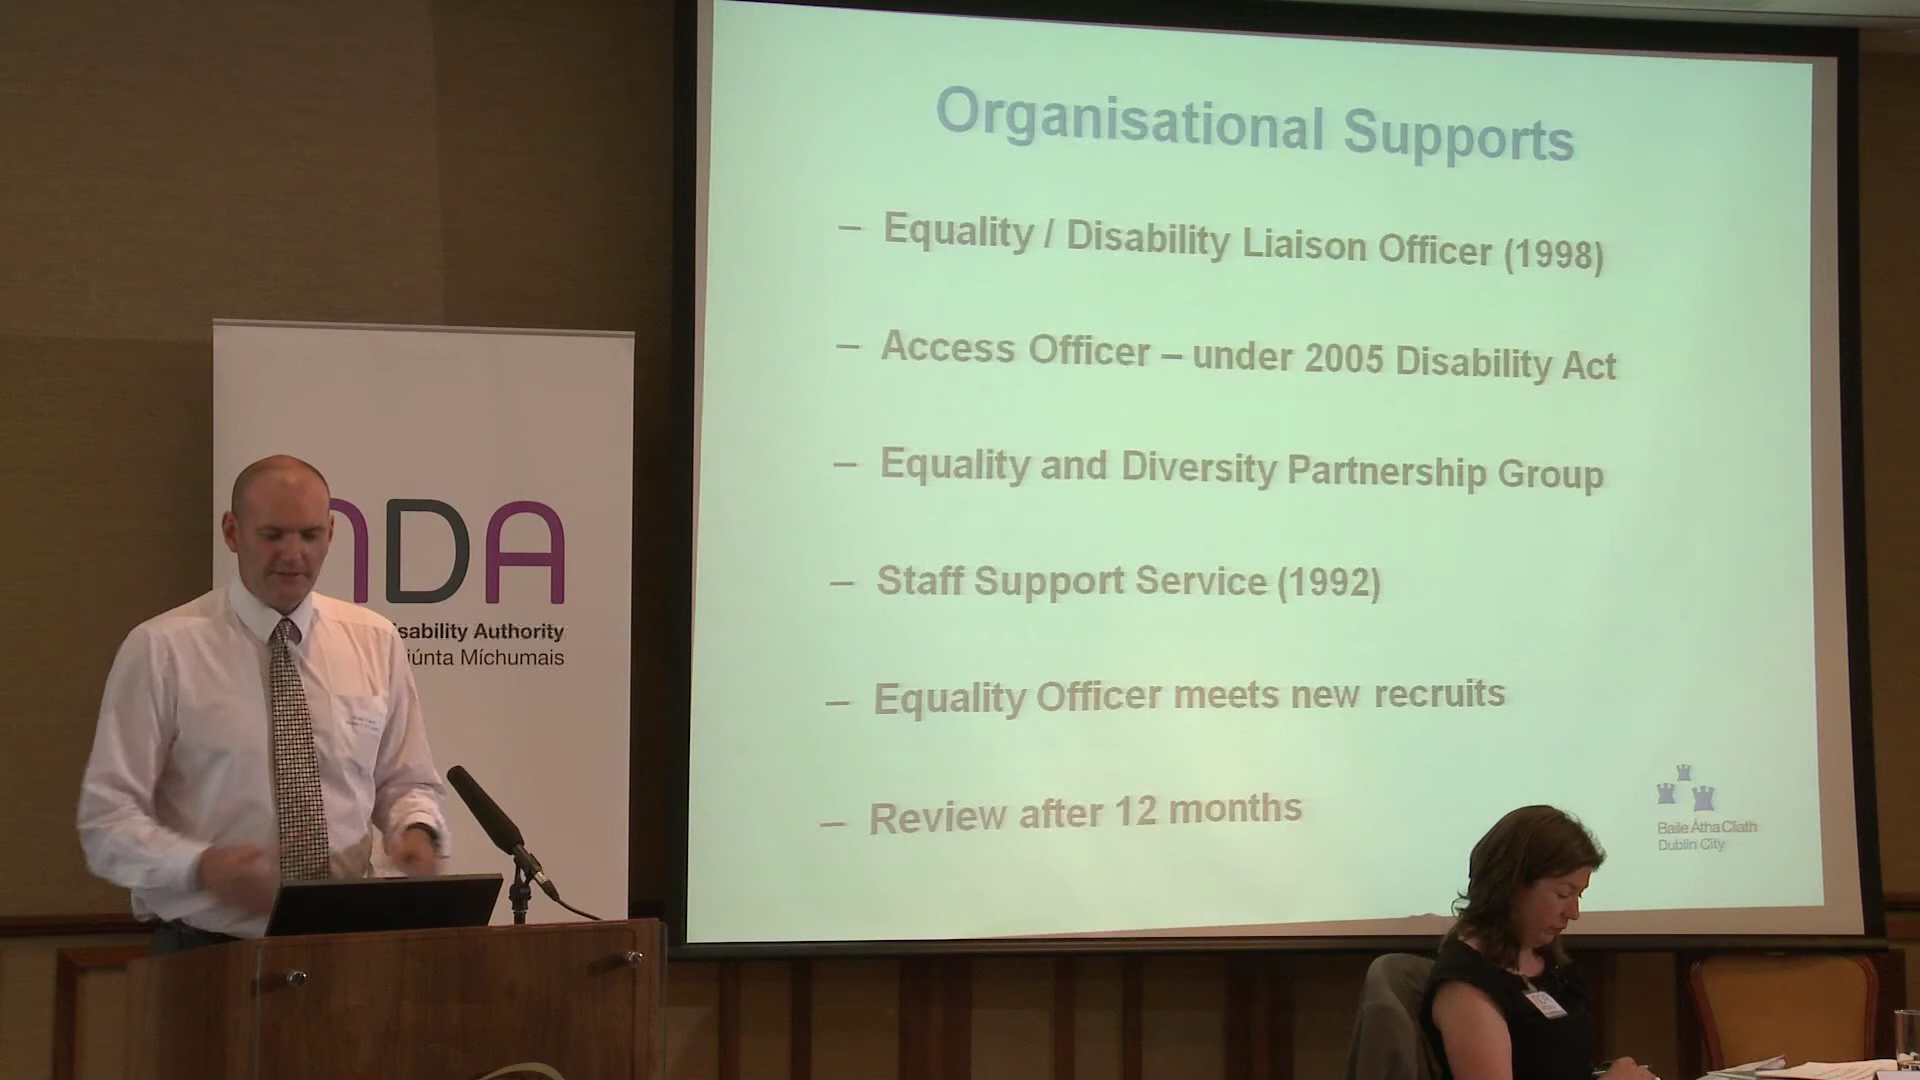 Organisational Supports
– Equality / Disability Liaison Officer (1998)
– Access Officer – under 2005 Disability Act
– Equality and Diversity Partnership Group
– Staff Support Service (1992)
– Equality Officer meets new recruits
– Review after 12 months
Baile Átha Cliath
Dublin City
DA
Authority
Míchumais